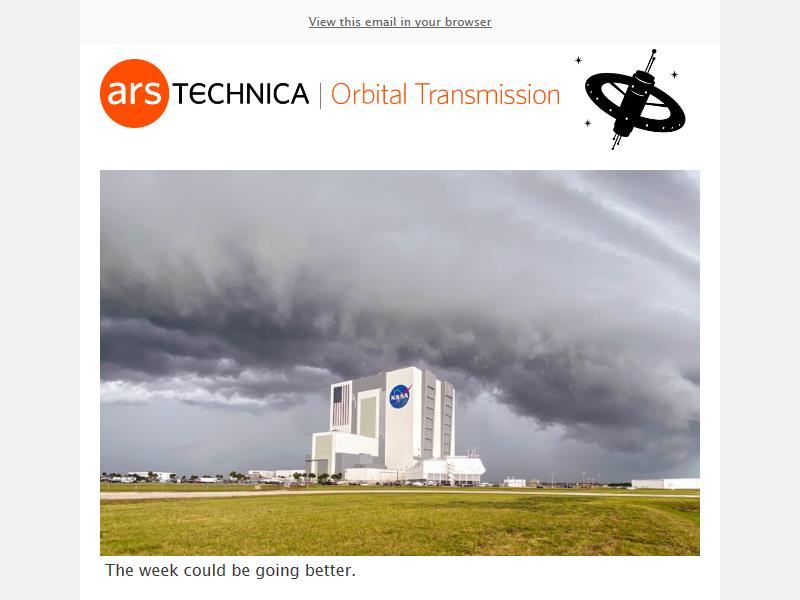 View this email in your browser
ars TECHNICA | Orbital Transmission
NASA
The week could be going better.